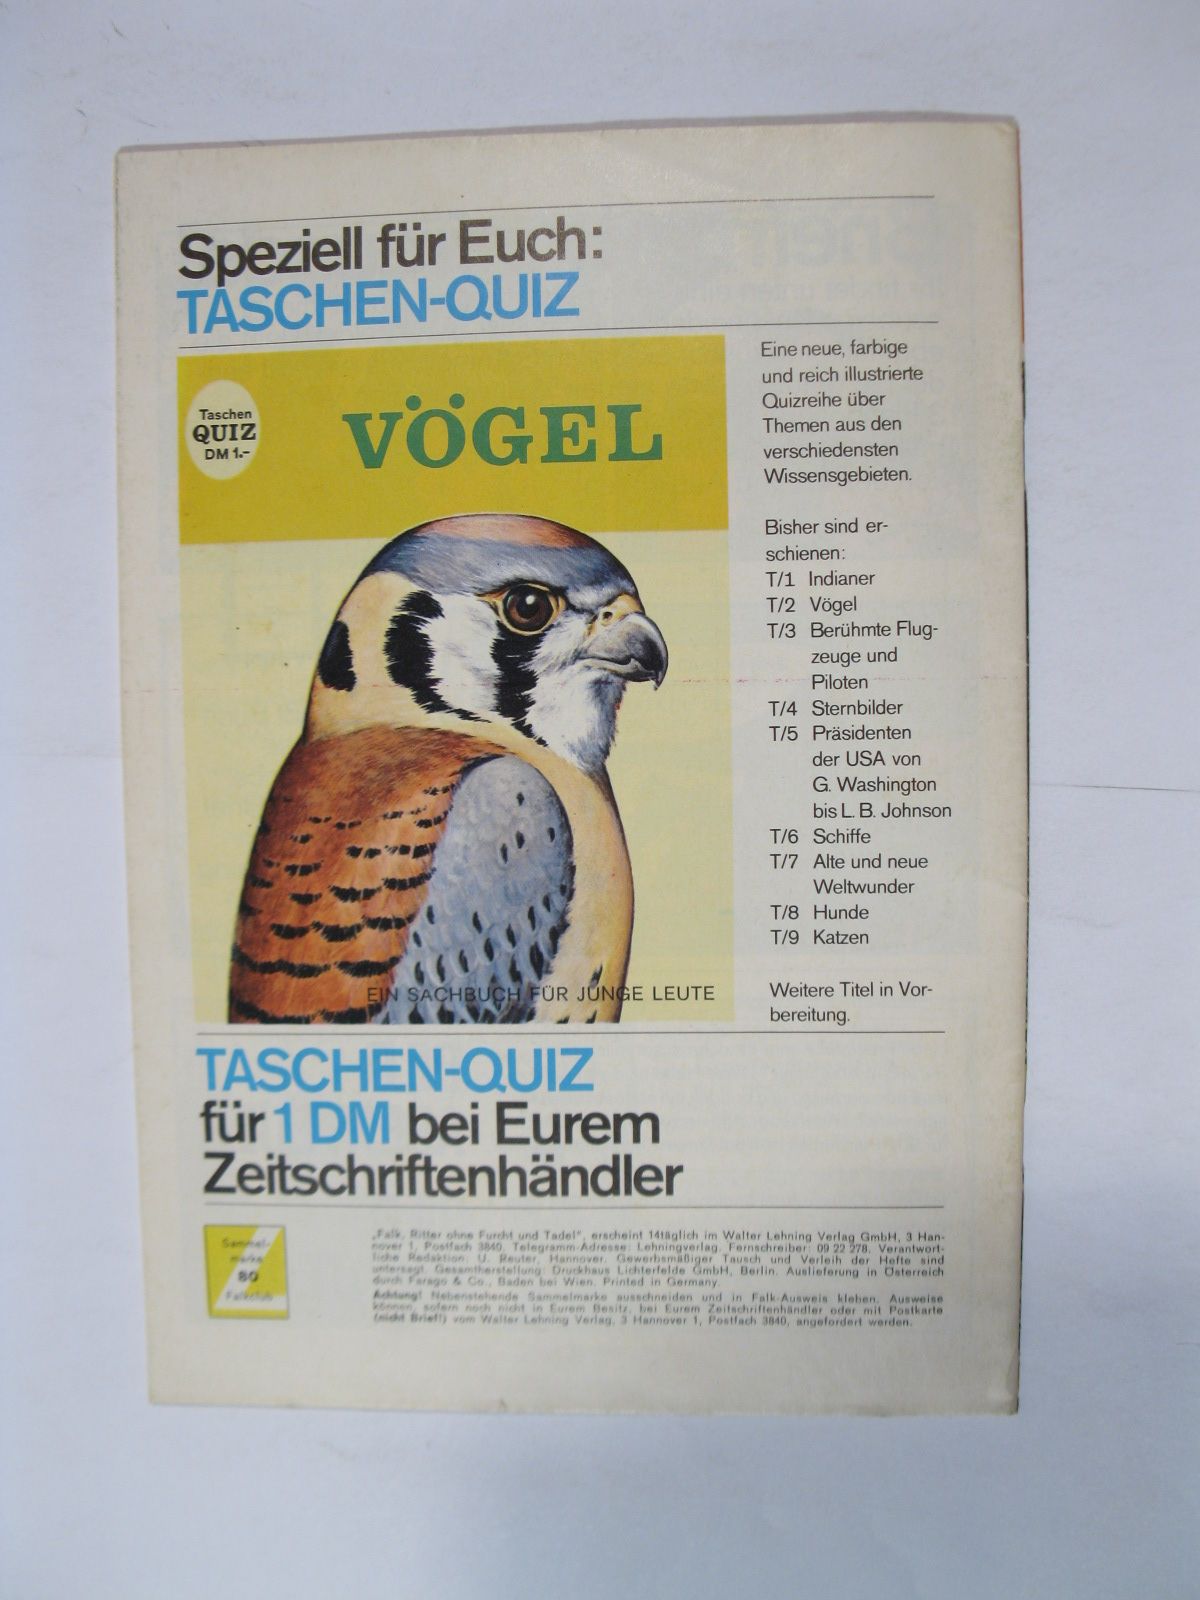 Speziell für Euch:
TASCHEN-QUIZ
Taschen
QUIZ
DM 1.-
VÖGEL
EIN SACHBUCH FÜR JUNGE LEUTE
Eine neue, farbige
und reich illustrierte
Quizreihe über
Themen aus den
verschiedensten
Wissensgebieten.
Bisher sind er-
schienen:
T/1 Indianer
T/2 Vögel
T/3 Berühmte Flug-
zeuge und
Piloten
T/4 Sternbilder
T/5 Präsidenten
der USA von
G. Washington
bis L. B. Johnson
T/6 Schiffe
T/7 Alte und neue
Weltwunder
T/8 Hunde
T/9 Katzen
Weitere Titel in Vor-
bereitung.
TASCHEN-QUIZ
für 1 DM bei Eurem
Zeitschriftenhändler
Sammel-
marke
80
Falkclub
„Falk, Ritter ohne Furcht und Tadel", erscheint 14täglich im Walter Lehning Verlag GmbH, 3 Han-
nover 1, Postfach 3840. Telegramm-Adresse: Lehningverlag. Fernschreiber: 09 22 278. Verantwort-
liche Redaktion: U. Reuter, Hannover. Gewerbsmäßiger Tausch und Verleih der Hefte sind
untersagt. Gesamtherstellung: Druckhaus Lichterfelde GmbH, Berlin. Auslieferung in Österreich
durch Farago & Co., Baden bei Wien. Printed in Germany.
Achtung! Nebenstehende Sammelmarke ausschneiden und in Falk-Ausweis kleben. Ausweise
können, sofern noch nicht in Eurem Besitz, bei Eurem Zeitschriftenhändler oder mit Postkarte
(nicht Brief!) vom Walter Lehning Verlag, 3 Hannover 1, Postfach 3840, angefordert werden.